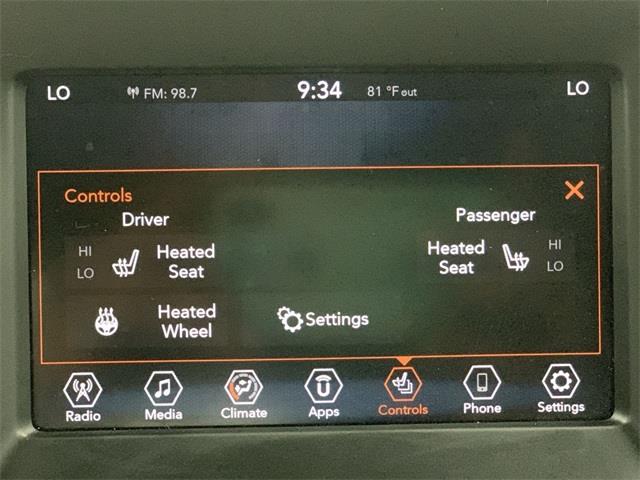 LO FM: 98.7 9:34 81 °F out LO
Controls
Driver Passenger
HI Heated Heated HI
LO Seat Seat LO
Heated Settings
Wheel
Radio Media Climate Apps Controls Phone Settings